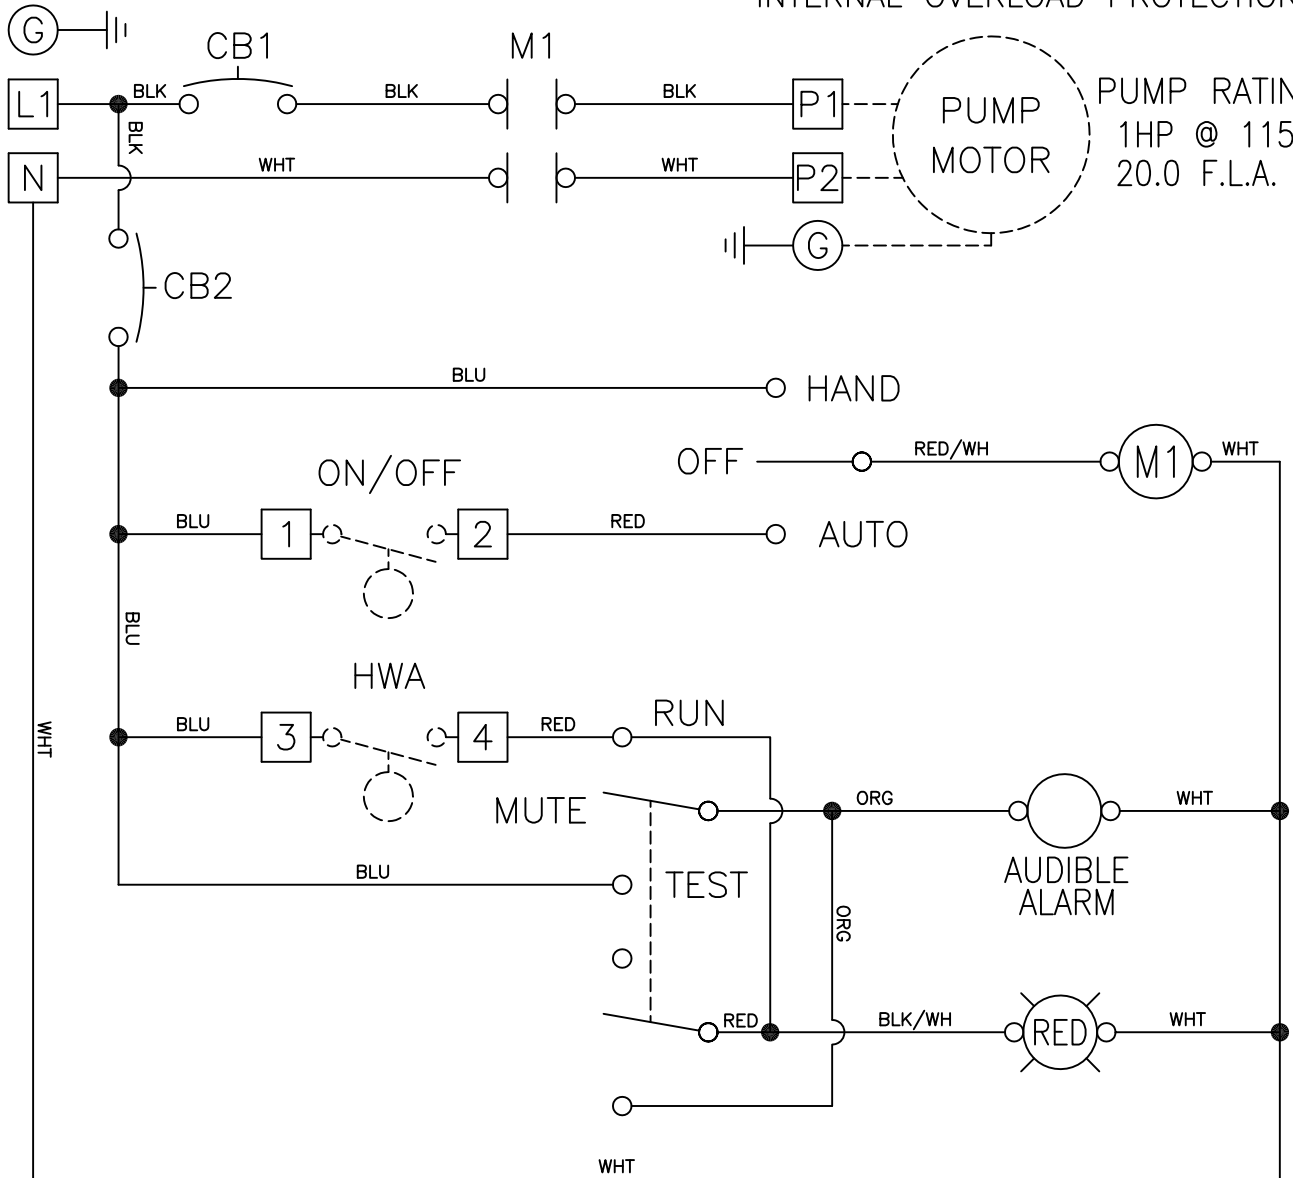 INTERNAL OVERLOAD PROTECTION
G
CB1
M1
L1
BLK
BLK
BLK
P1
PUMP
MOTOR
PUMP RATIN
1HP @ 115
20.0 F.L.A.
BLK
N
WHT
WHT
P2
G
CB2
BLU
HAND
OFF
RED/WH
M1
WHT
ON/OFF
BLU
1
2
RED
AUTO
BLU
HWA
WHT
BLU
3
4
RED
RUN
MUTE
ORG
WHT
AUDIBLE
ALARM
BLU
TEST
ORG
RED
BLK/WH
RED
WHT
WHT